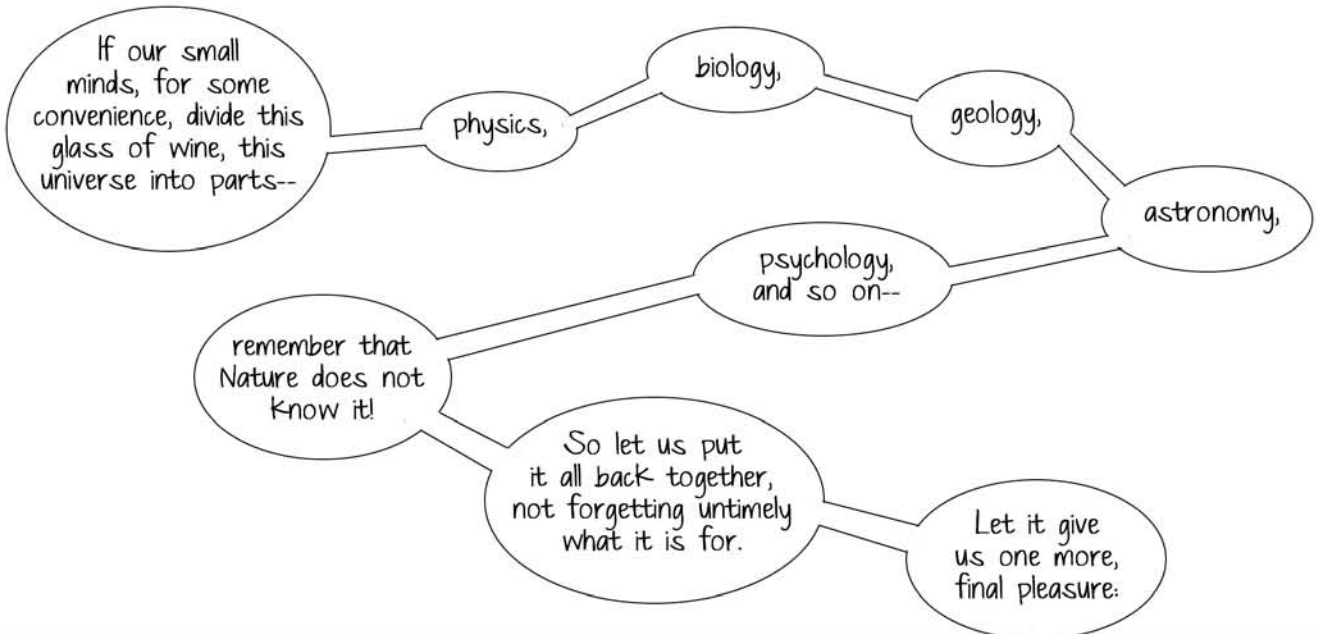 If our small
minds, for some
convenience, divide this
glass of wine, this
universe into parts--
physics,
biology,
geology,
astronomy,
psychology,
and so on--
remember that
Nature does not
know it!
So let us put
it all back together,
not forgetting untimely
what it is for.
Let it give
us one more,
final pleasure: